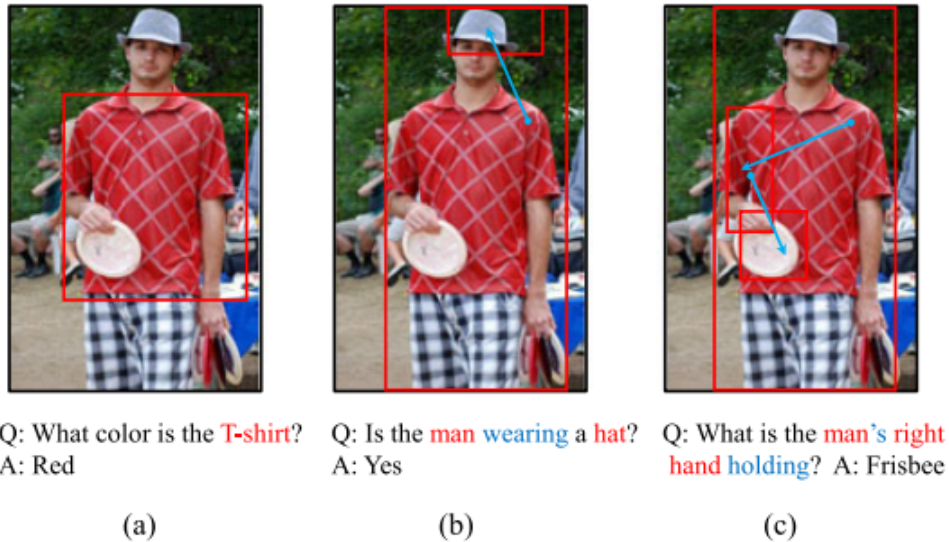 Q: What color is the T-shirt?
A: Red
(a)
Q: Is the man wearing a hat?
A: Yes
(b)
Q: What is the man's right
hand holding? A: Frisbee
(c)